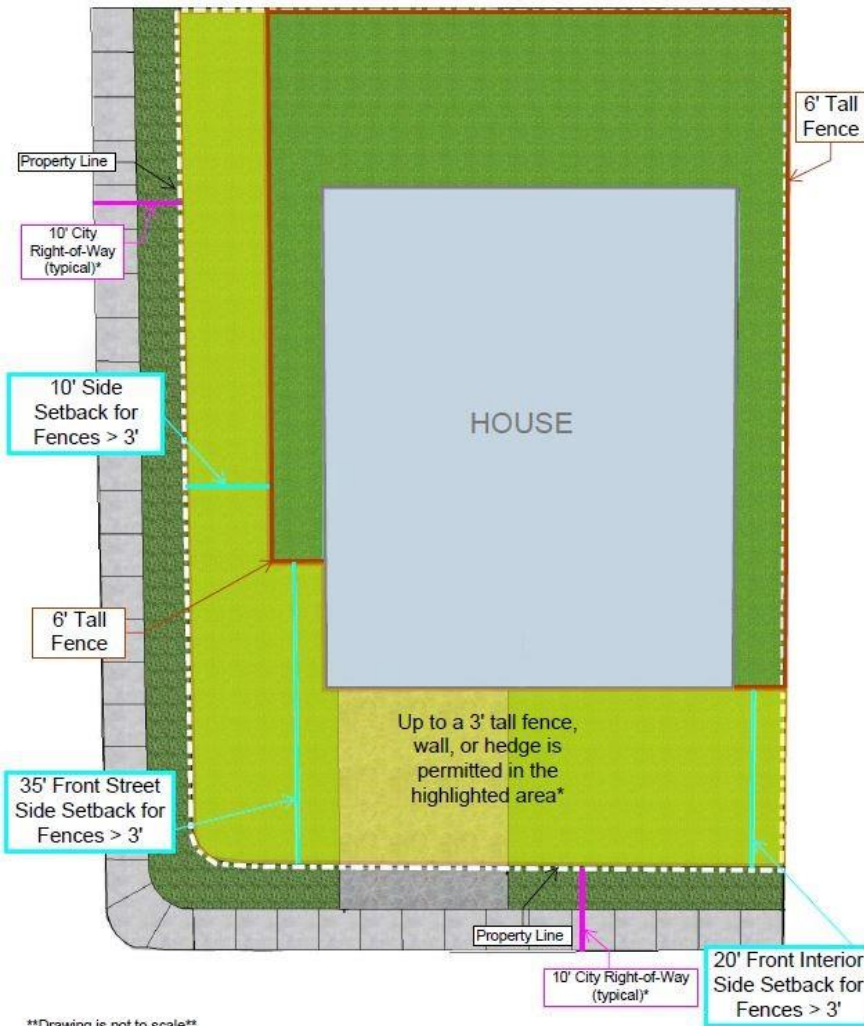 6' Tall
Fence
Property Line
10' City
Right-of-Way
(typical)*
10' Side
Setback for
Fences > 3'
HOUSE
6' Tall
Fence
Up to a 3' tall fence,
wall, or hedge is
permitted in the
highlighted area*
35' Front Street
Side Setback for
Fences > 3'
Property Line
10' City Right-of-Way
(typical)*
20' Front Interior
Side Setback for
Fences > 3'
**Drawing is not to scale**